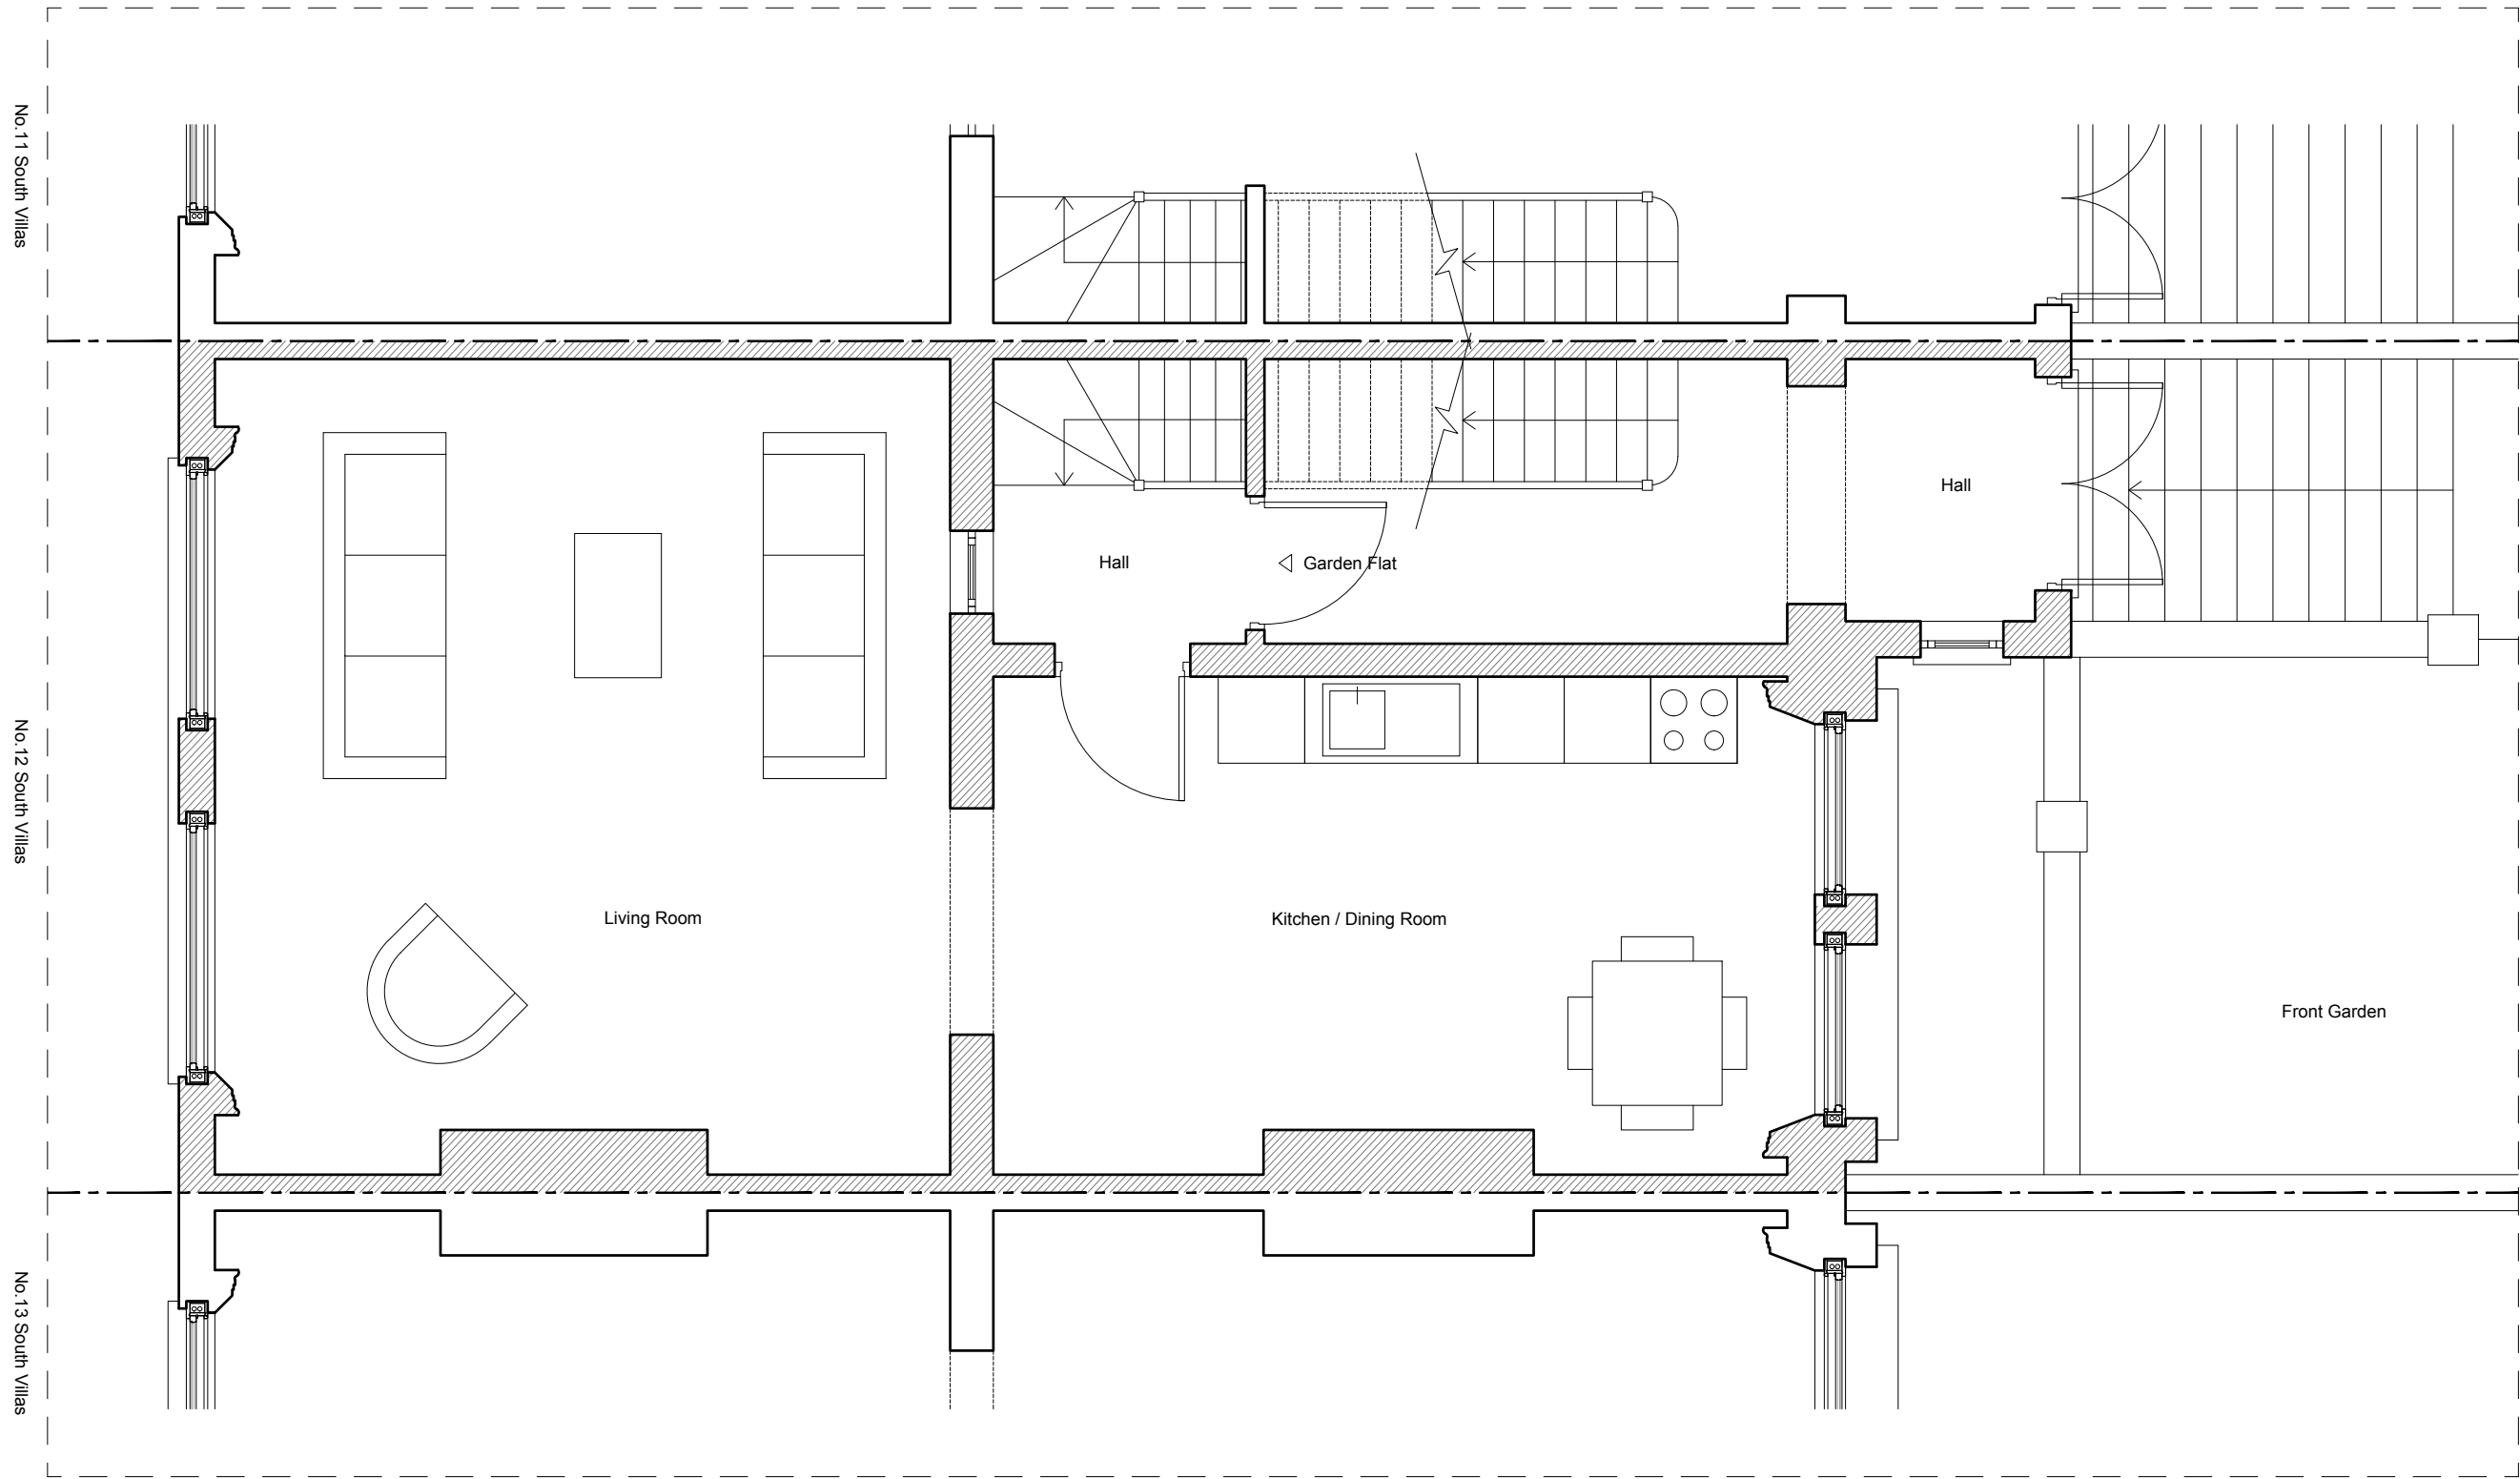 No.11 South Villas
Hall
Hall
Garden Flat
No.12 South Villas
Living Room
Kitchen / Dining Room
Front Garden
No.13 South Villas